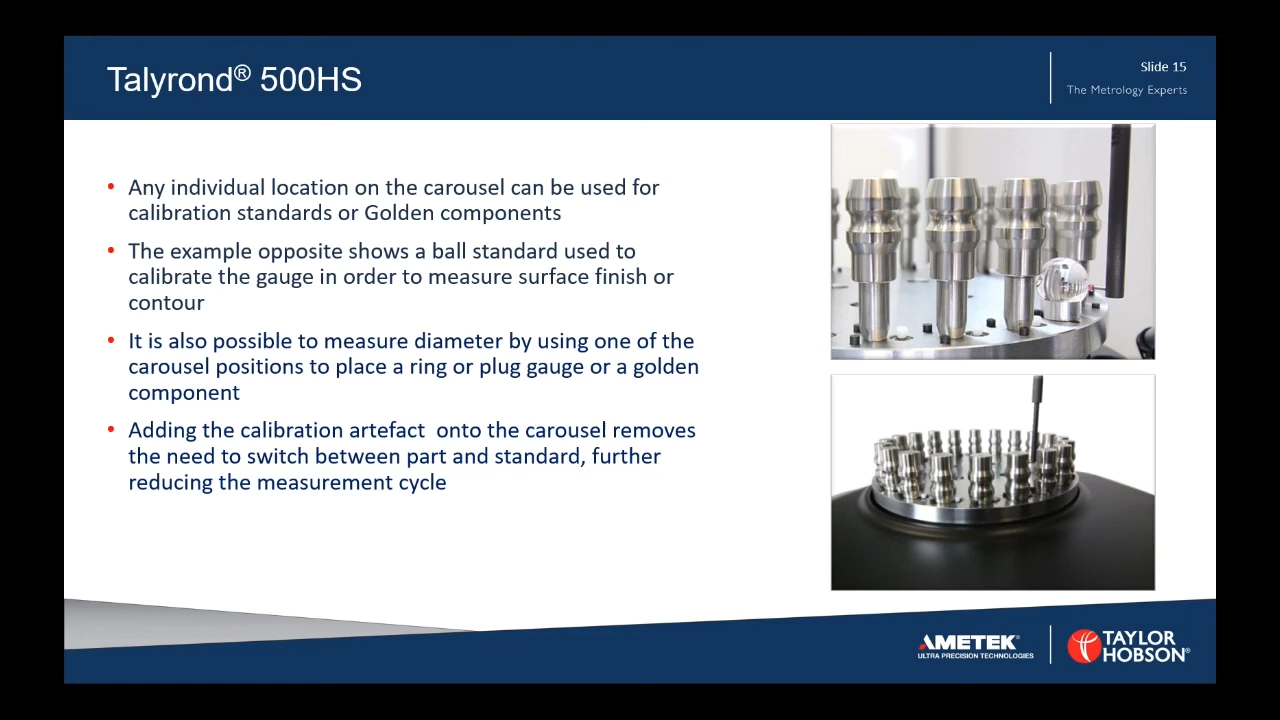 Talyrond® 500HS
Slide 15
The Metrology Experts
• Any individual location on the carousel can be used for
calibration standards or Golden components
• The example opposite shows a ball standard used to
calibrate the gauge in order to measure surface finish or
contour
• It is also possible to measure diameter by using one of the
carousel positions to place a ring or plug gauge or a golden
component
• Adding the calibration artefact  onto the carousel removes
the need to switch between part and standard, further
reducing the measurement cycle
AMETEK®
ULTRA PRECISION TECHNOLOGIES
TAYLOR
HOBSON®